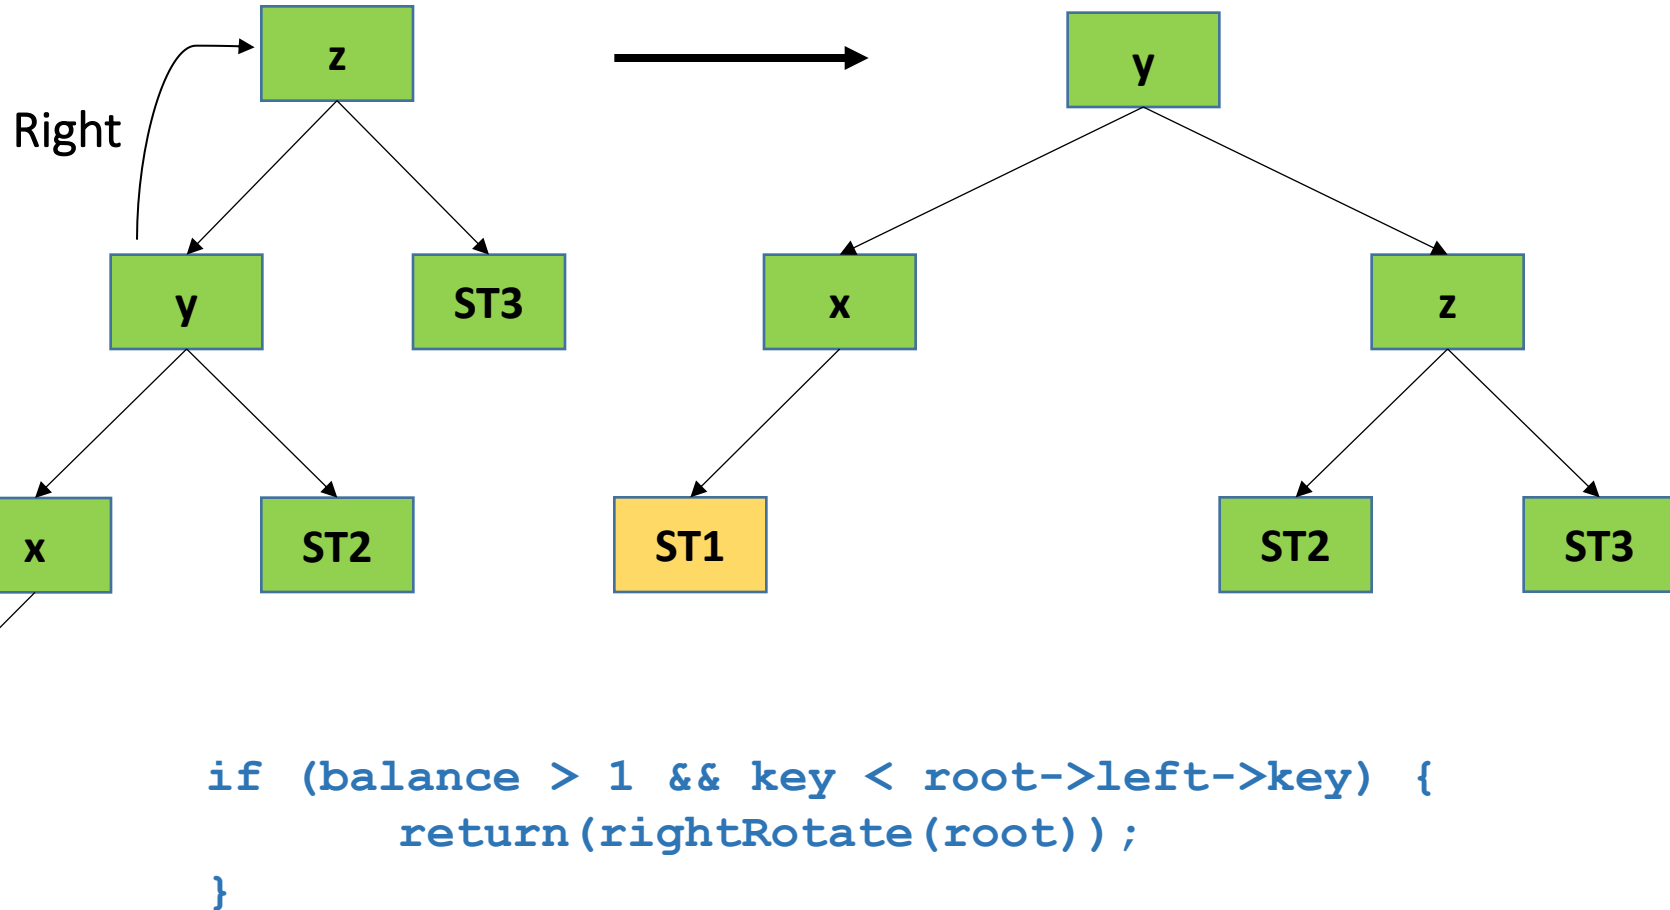 z
y
Right
y
ST3
x
z
x
ST2
ST1
ST2
ST3
if (balance > 1 && key < root->left->key) {
return(rightRotate(root));
}